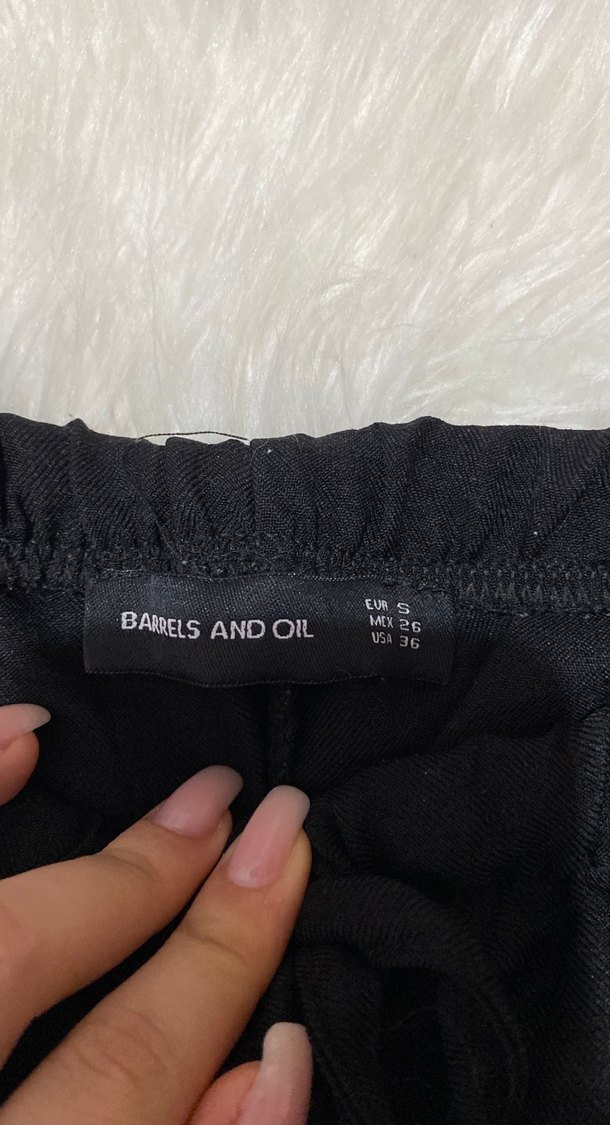 BARRELS AND OIL
EUR S
MEX 26
USA 36